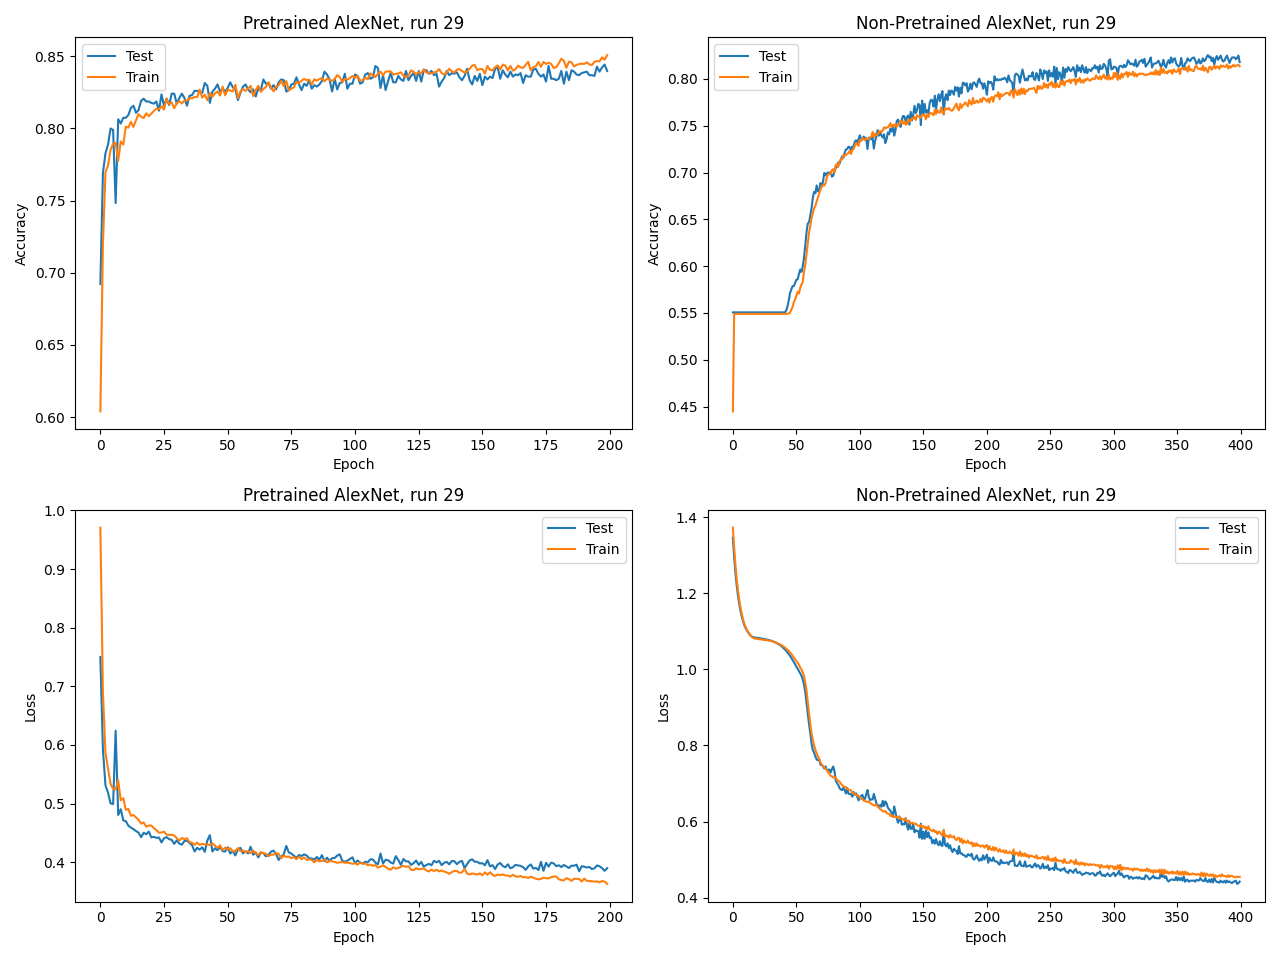 Pretrained AlexNet, run 29
Test
Train
0.85
0.80
0.75
0.70
0.65
0.60
Accuracy
0 25 50 75 100 125 150 175 200
Epoch
Non-Pretrained AlexNet, run 29
Test
Train
0.80
0.75
0.70
0.65
0.60
0.55
0.50
0.45
Accuracy
0 50 100 150 200 250 300 350 400
Epoch
Pretrained AlexNet, run 29
Test
Train
1.0
0.9
0.8
0.7
0.6
0.5
0.4
Loss
0 25 50 75 100 125 150 175 200
Epoch
Non-Pretrained AlexNet, run 29
Test
Train
1.4
1.2
1.0
0.8
0.6
0.4
Loss
0 50 100 150 200 250 300 350 400
Epoch